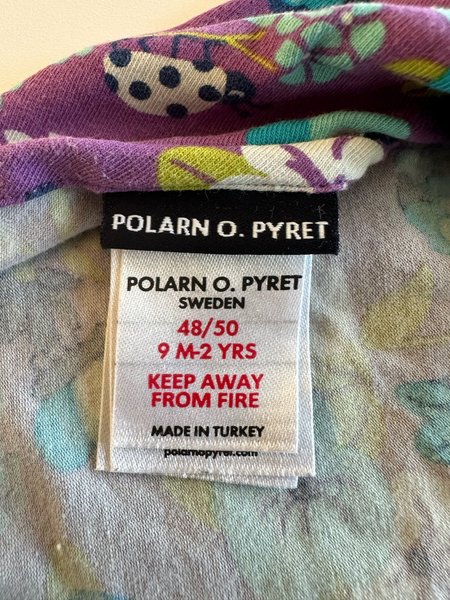 POLARN O. PYRET
POLARN O. PYRET
SWEDEN
48/50
9 M-2 YRS
KEEP AWAY
FROM FIRE
MADE IN TURKEY
polarnopyret.com